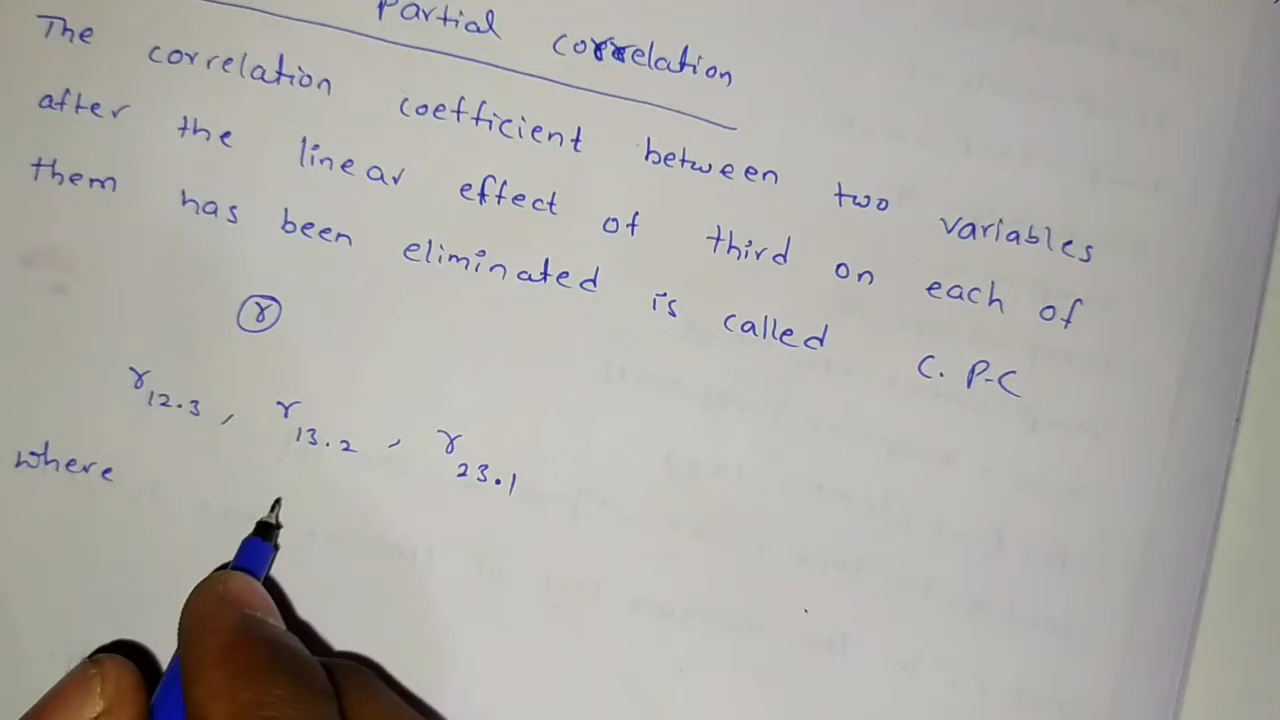 Partial correlation
The correlation coefficient between two variables
after the linear effect of third on each of
them has been eliminated is called C. P-C
r
r12.3, r13.2, r23.1
where